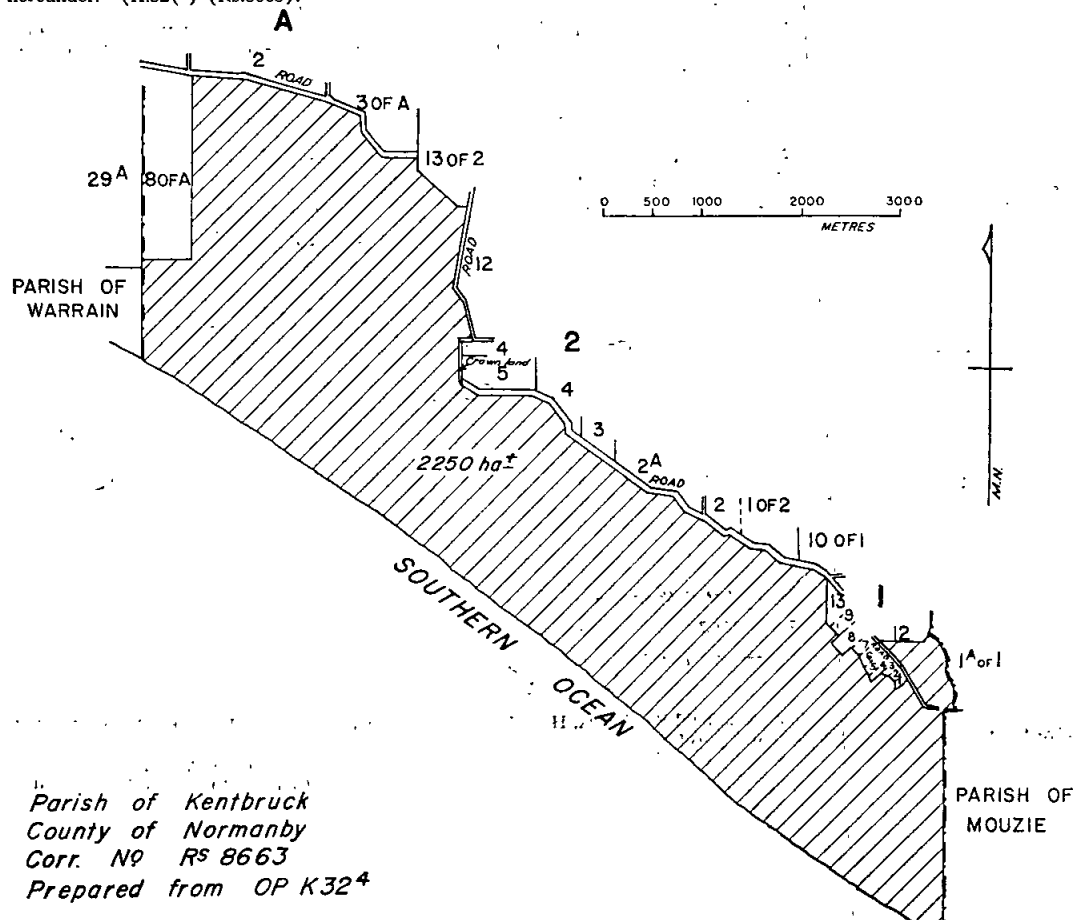 A
2
ROAD
3 OF A
13 OF 2
29A
8 OF A
0 500 1000 2000 3000
METRES
ROAD
12
PARISH OF
WARRAIN
4
2
Crown land
5
4
3
2250 ha±
2A
ROAD
M.N.
2
1 OF 2
10 OF 1
SOUTHERN
OCEAN
13
1
9
8
12
1A OF 1
Parish of Kentbruck
County of Normanby
Corr. No Rs 8663
Prepared from OP K32 4
PARISH OF
MOUZIE